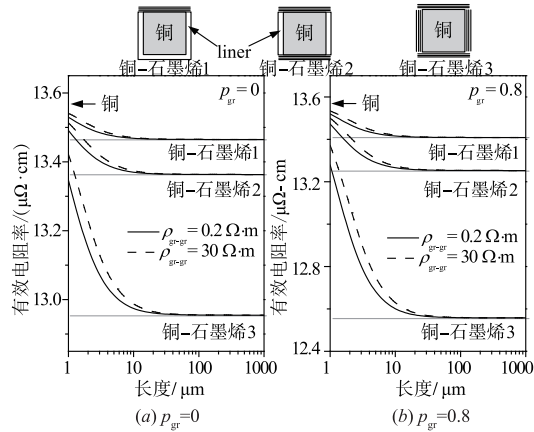 铜
liner
铜
铜
铜-石墨烯1
铜-石墨烯2
铜-石墨烯3
有效电阻率/(μΩ·cm)
13.6
13.4
13.2
13.0
p_gr=0
铜
铜-石墨烯1
铜-石墨烯2
ρ_gr-gr=0.2 Ω·m
ρ_gr-gr=30 Ω·m
铜-石墨烯3
1
10
100
1000
长度/ μm
(a) p_gr=0
有效电阻率/μΩ- cm
13.6
13.2
12.8
12.4
p_gr=0.8
铜
铜-石墨烯1
铜-石墨烯2
ρ_gr-gr=0.2 Ω·m
ρ_gr-gr=30 Ω·m
铜-石墨烯3
1
10
100
1000
长度/ μm
(b) p_gr=0.8